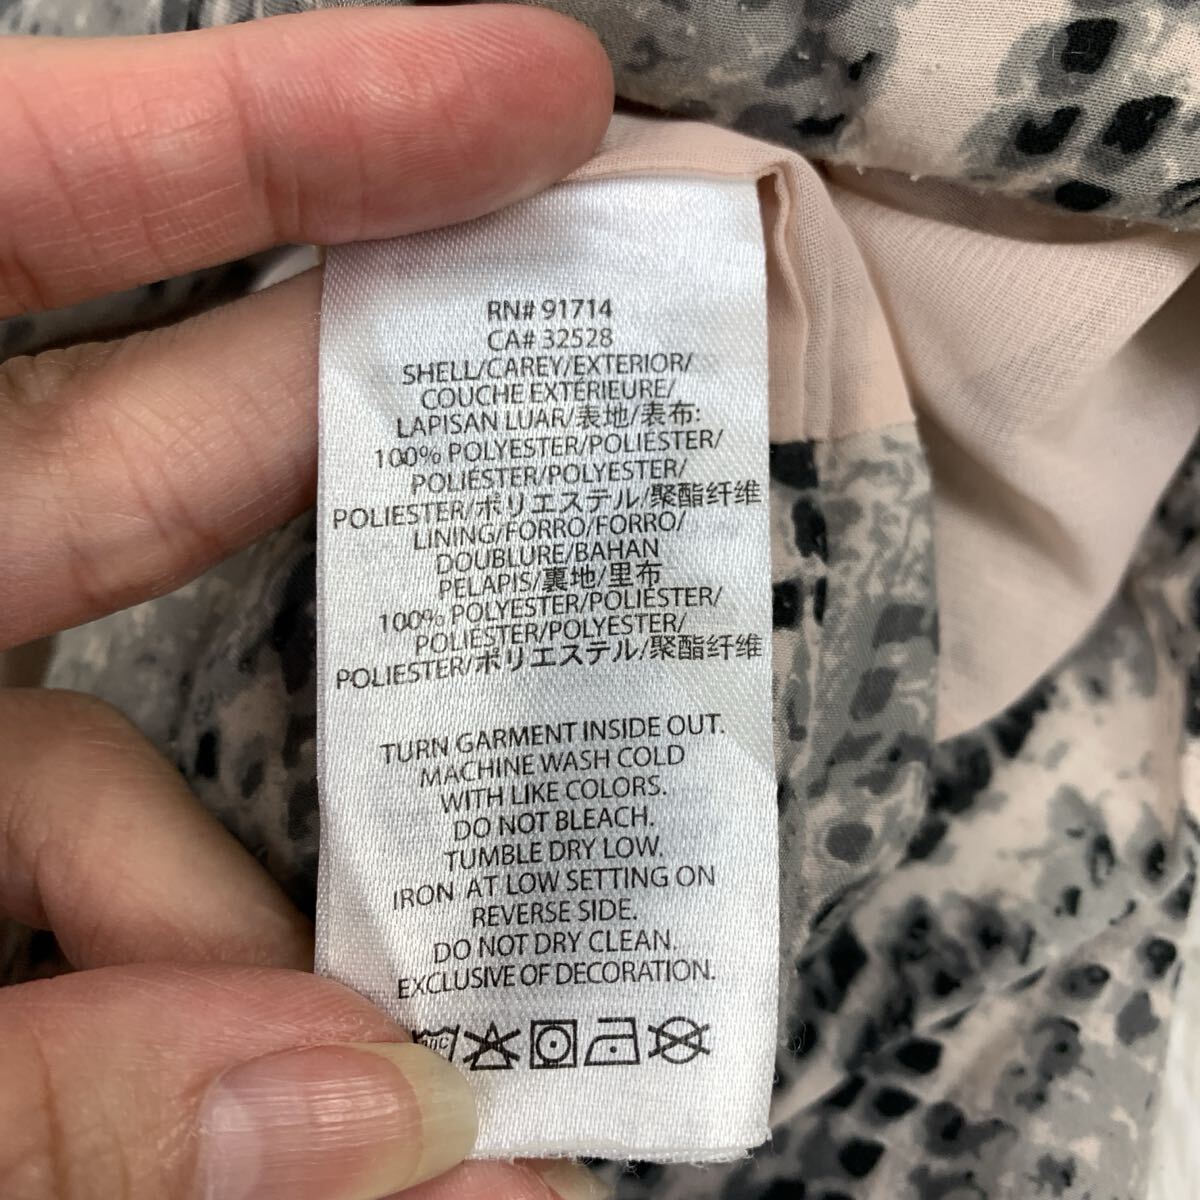 RN# 91714
CA# 32528
SHELL/CAREY/EXTERIOR/
COUCHE EXTÉRIEURE/
LAPISAN LUAR/表地/表布:
100% POLYESTER/POLIÉSTER/
POLIÉSTER/POLYESTER/
POLIESTER/ポリエステル/聚酯纤维
LINING/FORRO/FORRO/
DOUBLURE/BAHAN
PELAPIS/裏地/里布
100% POLYESTER/POLIÉSTER/
POLIÉSTER/POLYESTER/
POLIESTER/ポリエステル/聚酯纤维
TURN GARMENT INSIDE OUT.
MACHINE WASH COLD
WITH LIKE COLORS.
DO NOT BLEACH.
TUMBLE DRY LOW.
IRON AT LOW SETTING ON
REVERSE SIDE.
DO NOT DRY CLEAN.
EXCLUSIVE OF DECORATION.